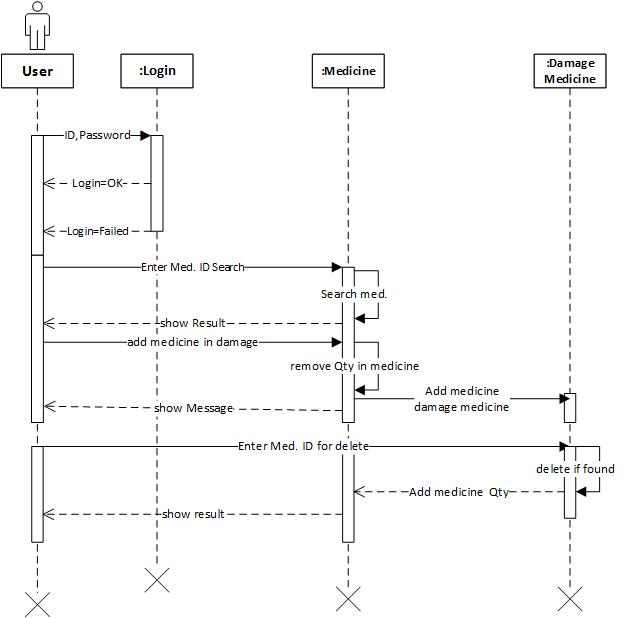 User
:Login
:Medicine
:Damage
Medicine
ID,Password
Login=OK
Login=Failed
Enter Med. ID Search
Search med.
show Result
add medicine in damage
remove Qty in medicine
Add medicine
damage medicine
show Message
Enter Med. ID for delete
delete if found
Add medicine Qty
show result